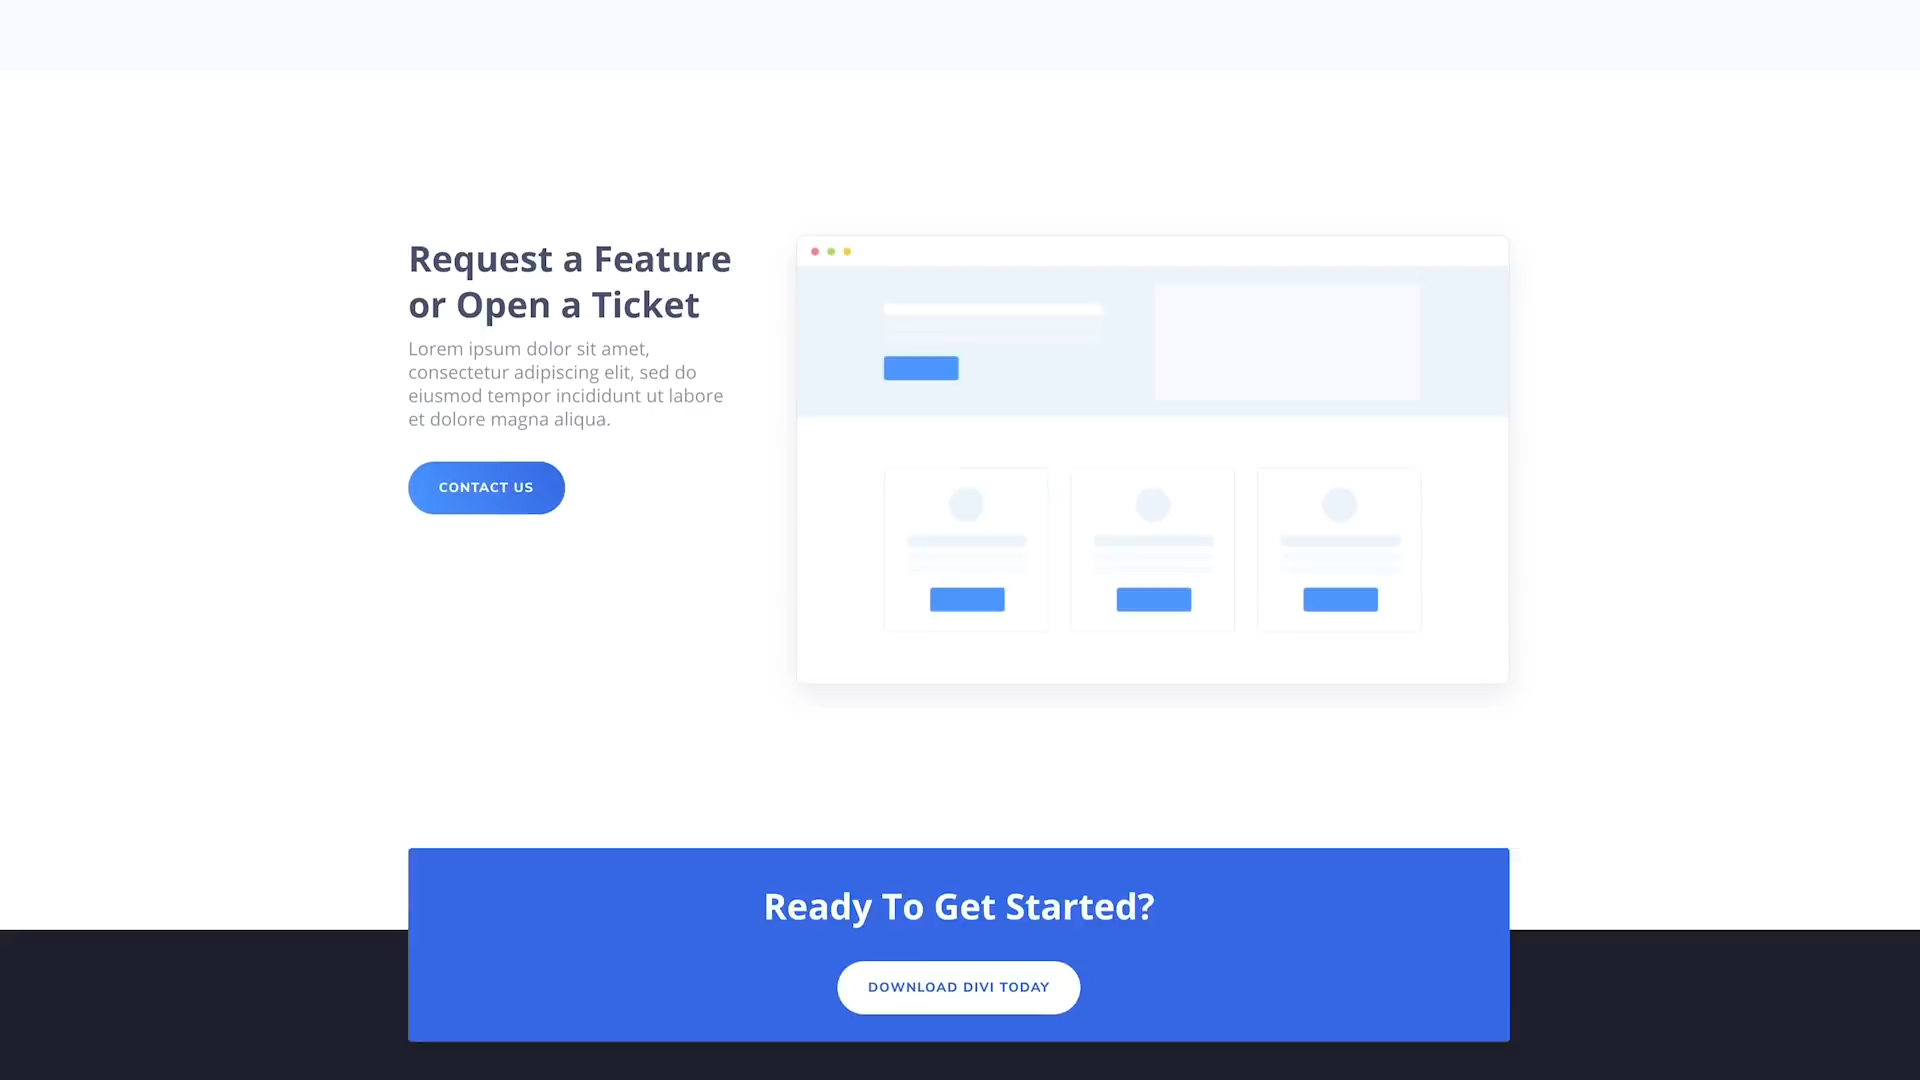 Request a Feature
or Open a Ticket
Lorem ipsum dolor sit amet,
consectetur adipiscing elit, sed do
eiusmod tempor incididunt ut labore
et dolore magna aliqua.
CONTACT US
Ready To Get Started?
DOWNLOAD DIVI TODAY